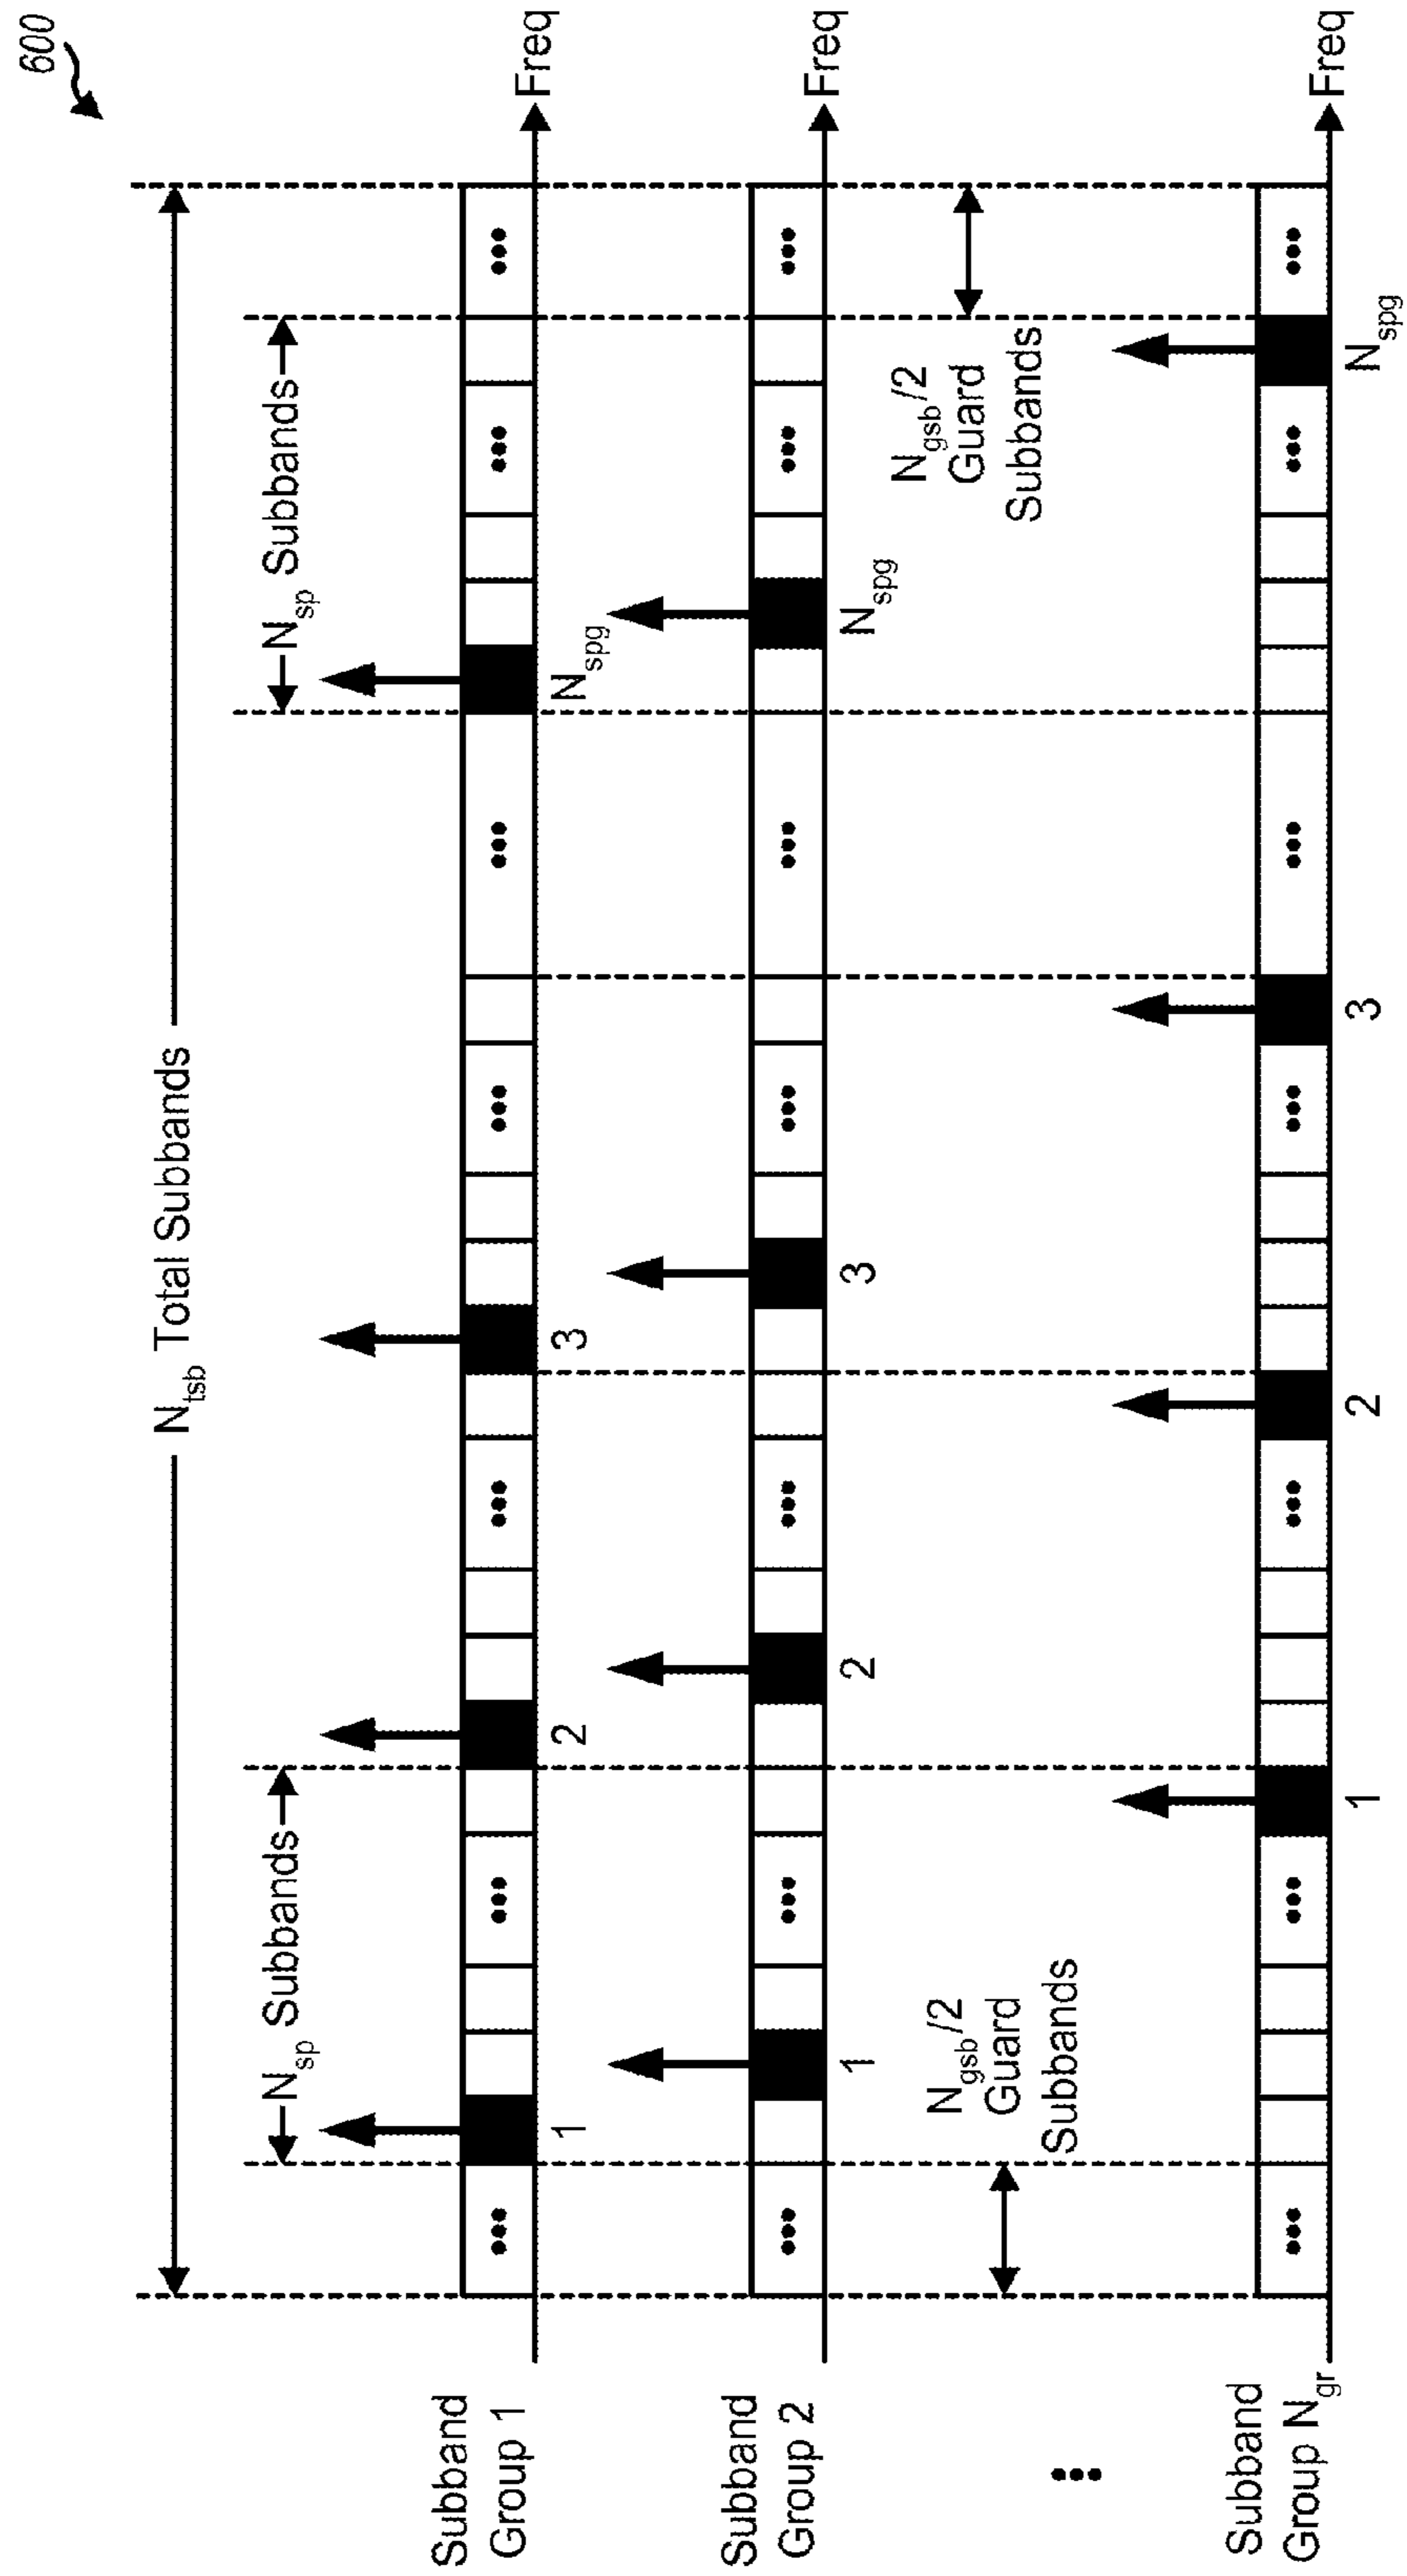 600
N_tsb Total Subbands
N_sp Subbands
N_sp Subbands
Subband
Group 1
•••
•••
•••
•••
•••
•••
•••
Freq
1
2
3
N_spg
Subband
Group 2
•••
•••
•••
•••
•••
•••
•••
Freq
1
2
3
N_spg
N_gsb/2
Guard
Subbands
N_gsb/2
Guard
Subbands
•••
Subband
Group N_gr
•••
•••
•••
•••
•••
•••
•••
Freq
1
2
3
N_spg